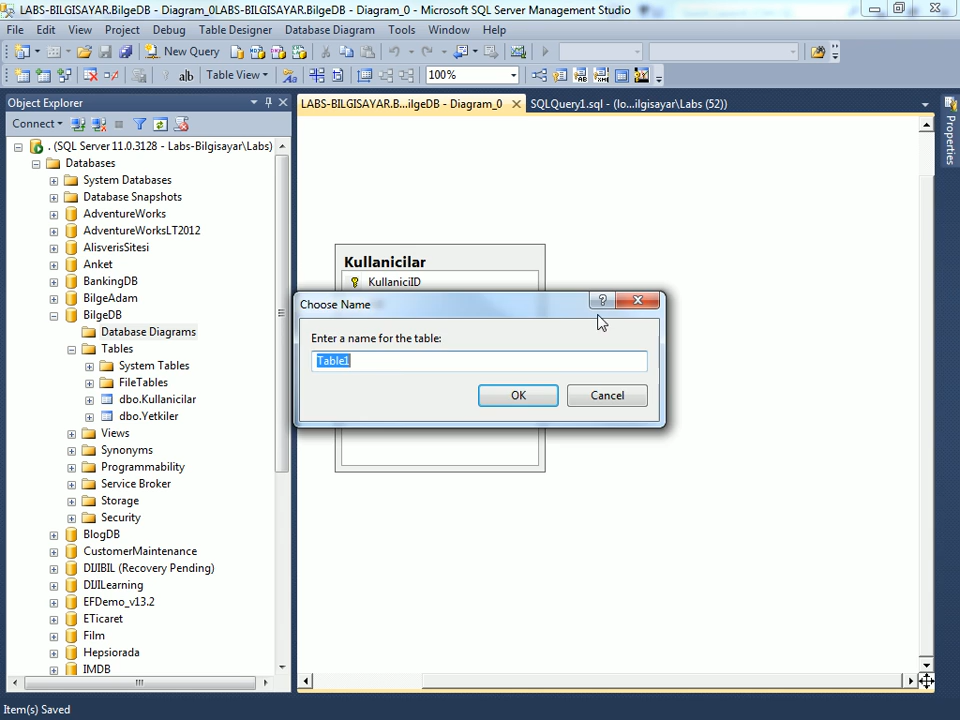 LABS-BILGISAYAR.BilgeDB - Diagram_0LABS-BILGISAYAR.BilgeDB - Diagram_0 - Microsoft SQL Server Management Studio
File Edit View Project Debug Table Designer Database Diagram Tools Window Help
New Query
Table View 100%
Object Explorer
LABS-BILGISAYAR.B...ilgeDB - Diagram_0
SQLQuery1.sql - (lo...ilgisayar\Labs (52))
Properties
Connect
. (SQL Server 11.0.3128 - Labs-Bilgisayar\Labs)
Databases
System Databases
Database Snapshots
AdventureWorks
AdventureWorksLT2012
AlisverisSitesi
Anket
BankingDB
BilgeAdam
BilgeDB
Database Diagrams
Tables
System Tables
FileTables
dbo.Kullanicilar
dbo.Yetkiler
Views
Synonyms
Programmability
Service Broker
Storage
Security
BlogDB
CustomerMaintenance
DIJIBIL (Recovery Pending)
DIJILearning
EFDemo_v13.2
ETicaret
Film
Hepsiorada
IMDB
Kullanicilar
KullaniciID
Choose Name
Enter a name for the table:
Table1
OK
Cancel
Item(s) Saved